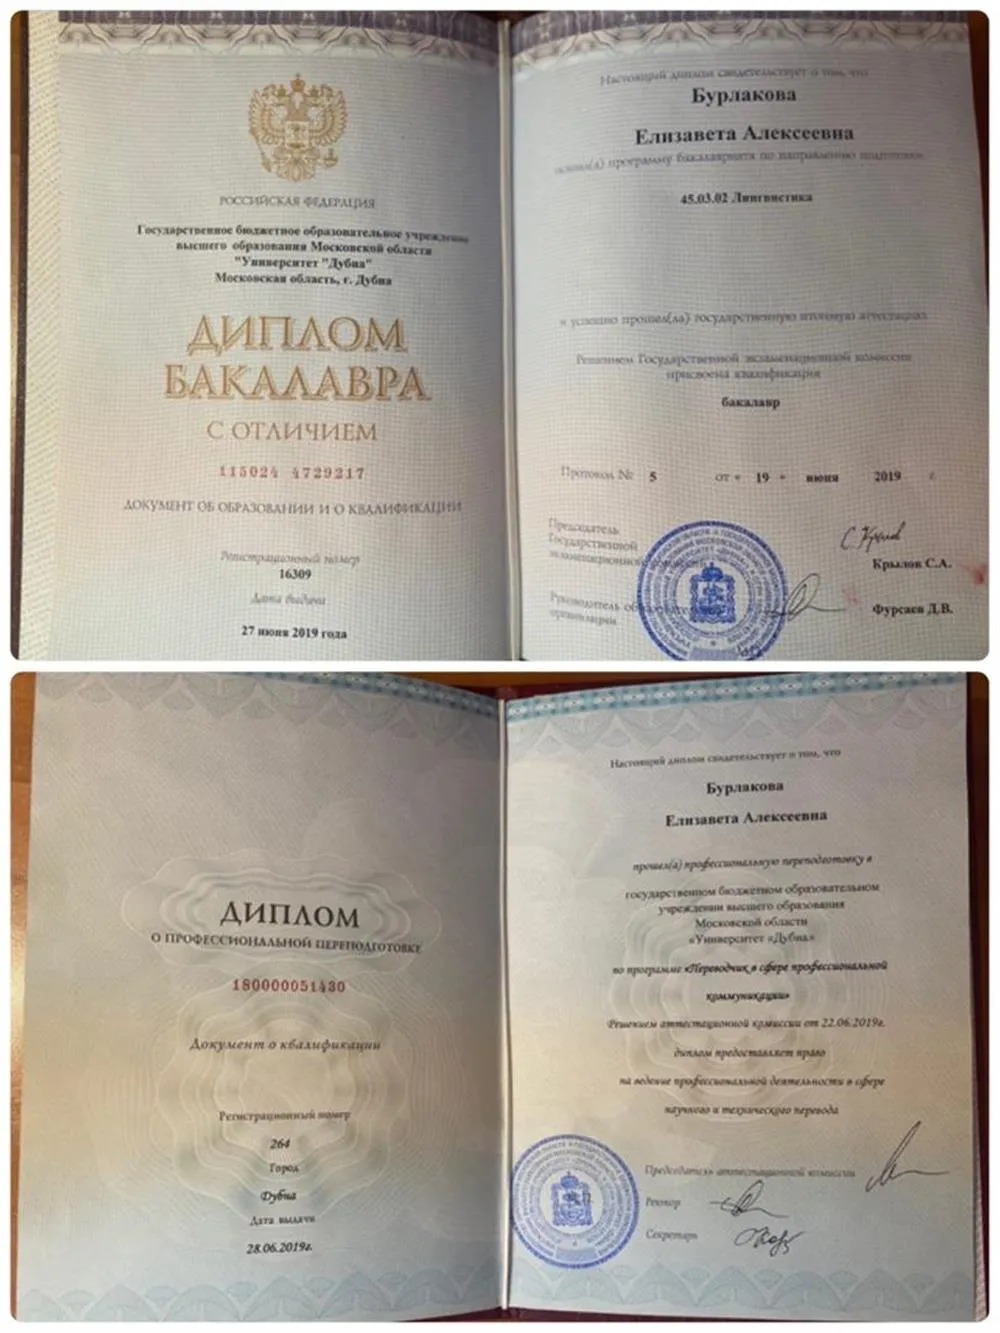 РОССИЙСКАЯ ФЕДЕРАЦИЯ
Государственное бюджетное образовательное учреждение
высшего образования Московской области
"Университет "Дубна"
Московская область, г. Дубна
ДИПЛОМ
БАКАЛАВРА
С ОТЛИЧИЕМ
115024 4729217
ДОКУМЕНТ ОБ ОБРАЗОВАНИИ И О КВАЛИФИКАЦИИ
Регистрационный номер
16309
Дата выдачи
27 июня 2019 года
Настоящий диплом свидетельствует о том, что
Бурлакова
Елизавета Алексеевна
освоил(а) программу бакалавриата по направлению подготовки
45.03.02 Лингвистика
и успешно прошел(ла) государственную итоговую аттестацию
Решением Государственной экзаменационной комиссии
присвоена квалификация
бакалавр
Протокол № 5 от « 19 » июня 2019 г.
Председатель
Государственной
экзаменационной
Крылов С.А.
Руководитель образовательной
организации
Фурсаев Д.В.
ДИПЛОМ
О ПРОФЕССИОНАЛЬНОЙ ПЕРЕПОДГОТОВКЕ
180000051430
Документ о квалификации
Регистрационный номер
264
Город
Дубна
Дата выдачи
28.06.2019г.
Настоящий диплом свидетельствует о том, что
Бурлакова
Елизавета Алексеевна
прошел(а) профессиональную переподготовку в
государственном бюджетном образовательном
учреждении высшего образования
Московской области
«Университет «Дубна»
по программе «Переводчик в сфере профессиональной
коммуникации»
Решением аттестационной комиссии от 22.06.2019г.
диплом предоставляет право
на ведение профессиональной деятельности в сфере
научного и технического перевода
Председатель аттестационной комиссии
Ректор
Секретарь